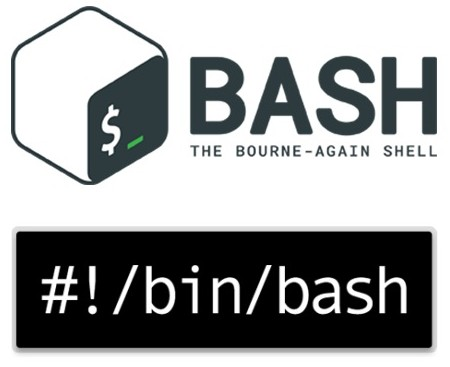 $_
BASH
THE BOURNE-AGAIN SHELL
#!/bin/bash